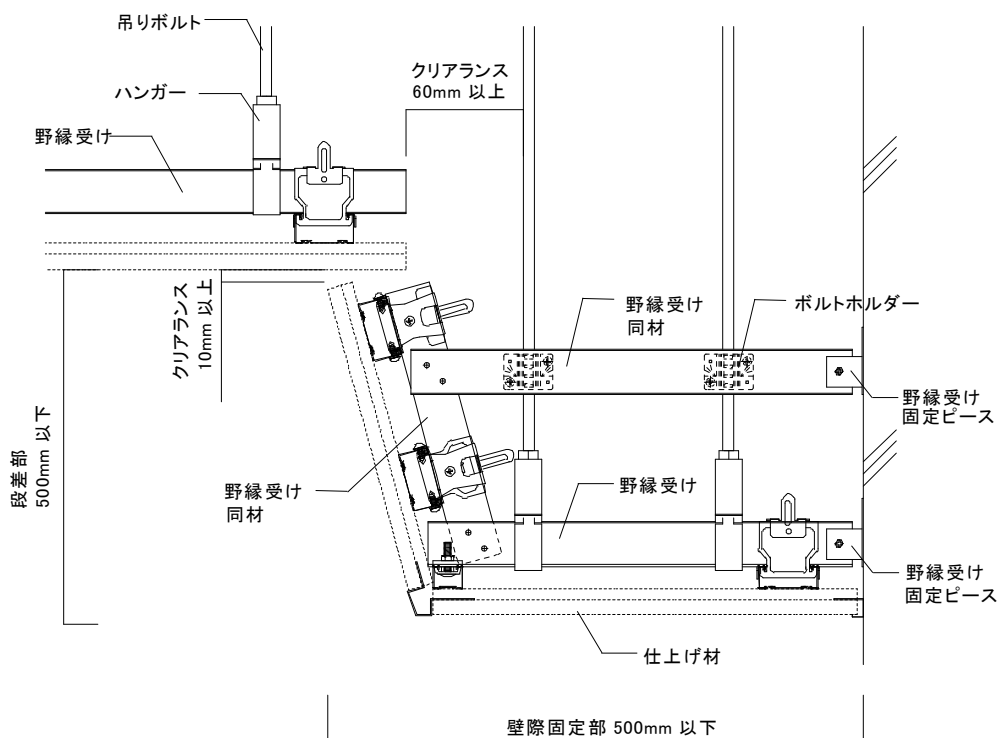 吊りボルト
ハンガー
野縁受け
クリアランス
60mm 以上
クリアランス
10mm 以上
段差部
500mm 以下
野縁受け
同材
ボルトホルダー
野縁受け
固定ピース
野縁受け
同材
野縁受け
野縁受け
固定ピース
仕上げ材
壁際固定部 500mm 以下